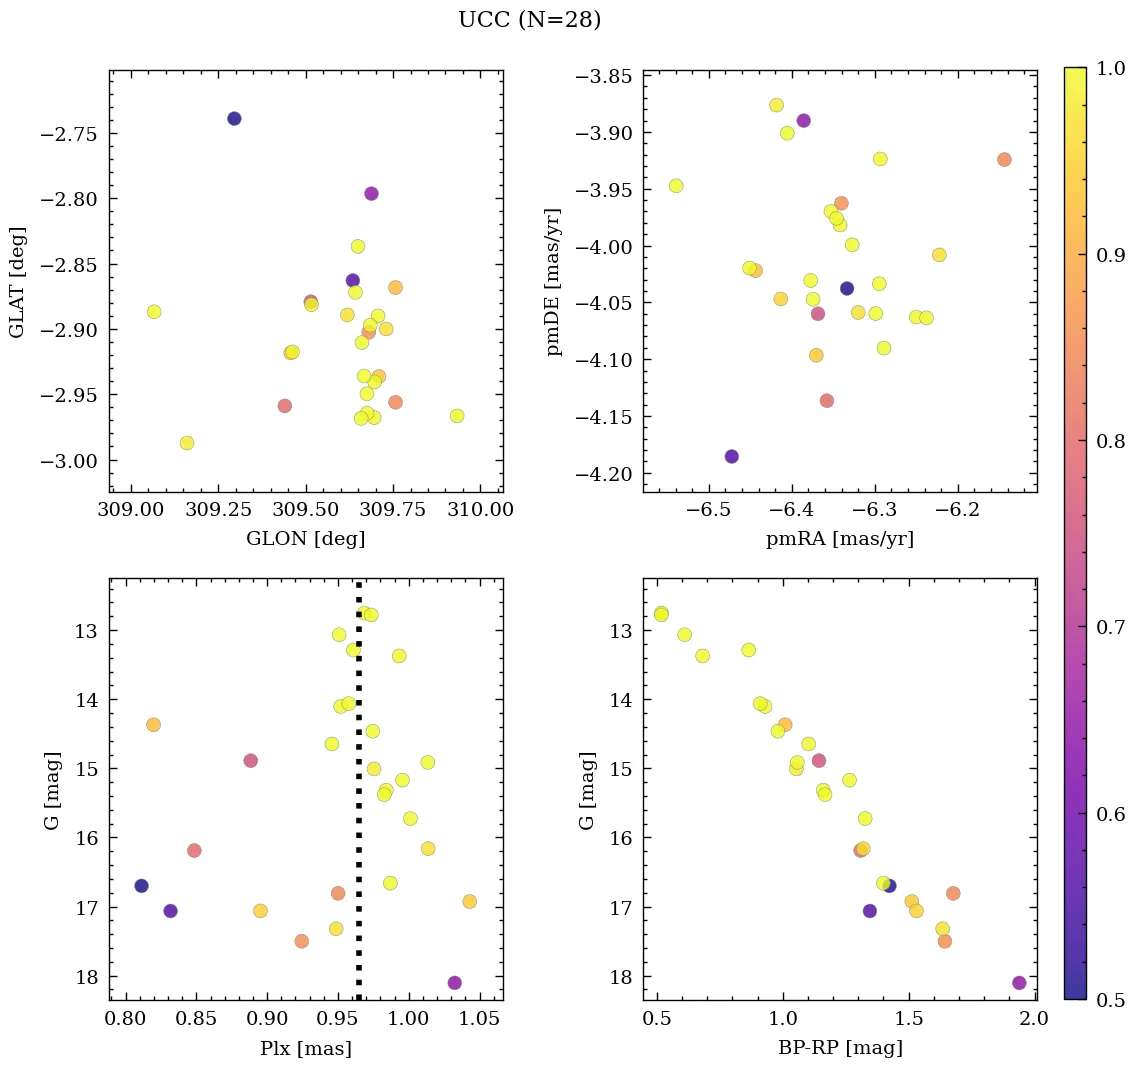 UCC (N=28)
−2.75
−2.80
−2.85
−2.90
−2.95
−3.00
GLAT [deg]
309.00 309.25 309.50 309.75 310.00
GLON [deg]
−3.85
−3.90
−3.95
−4.00
−4.05
−4.10
−4.15
−4.20
pmDE [mas/yr]
−6.5 −6.4 −6.3 −6.2
pmRA [mas/yr]
13
14
15
16
17
18
G [mag]
0.80 0.85 0.90 0.95 1.00 1.05
Plx [mas]
13
14
15
16
17
18
G [mag]
0.5 1.0 1.5 2.0
BP-RP [mag]
1.0
0.9
0.8
0.7
0.6
0.5